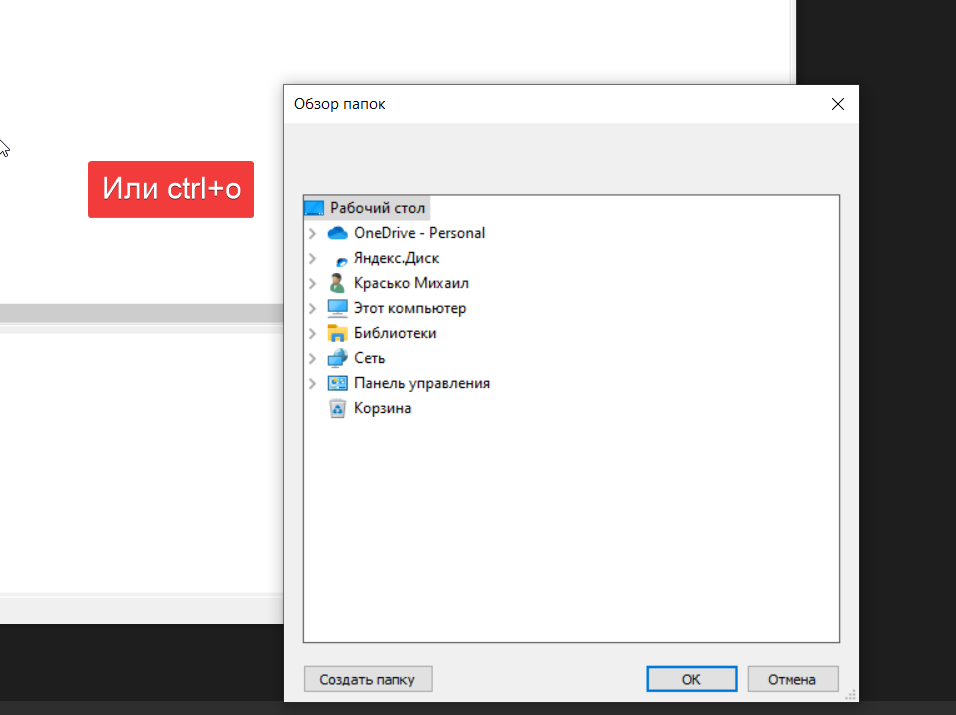 Обзор папок
Или ctrl+o
Рабочий стол
OneDrive - Personal
Яндекс.Диск
Красько Михаил
Этот компьютер
Библиотеки
Сеть
Панель управления
Корзина
Создать папку
ОК
Отмена